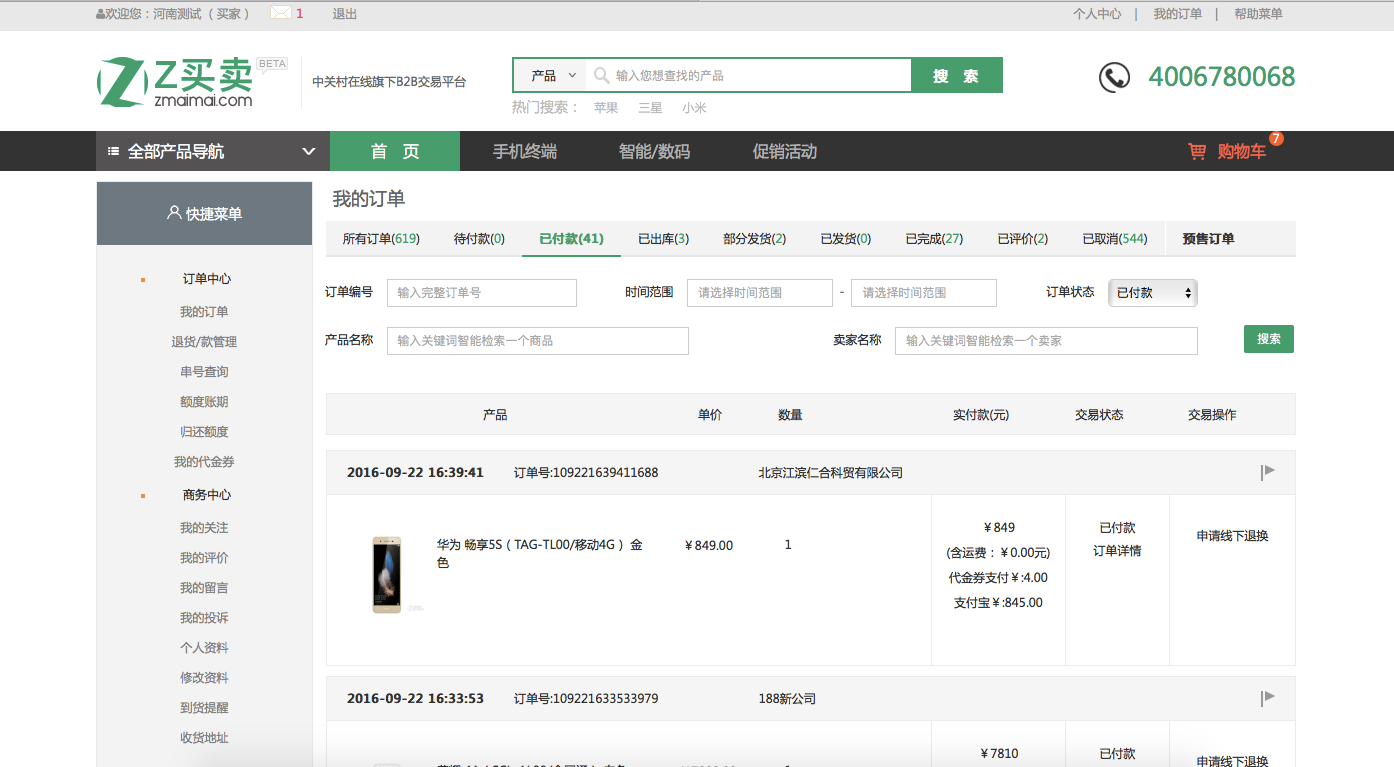 欢迎您：河南测试（买家） 1 退出 个人中心 | 我的订单 | 帮助菜单
Z买卖 BETA
zmaimai.com
中关村在线旗下B2B交易平台
产品 输入您想查找的产品 搜 索
热门搜索： 苹果 三星 小米
4006780068
全部产品导航 首 页 手机终端 智能/数码 促销活动 购物车 7
快捷菜单
订单中心
我的订单
退货/款管理
串号查询
额度账期
归还额度
我的代金券
商务中心
我的关注
我的评价
我的留言
我的投诉
个人资料
修改资料
到货提醒
收货地址
我的订单
所有订单(619) 待付款(0) 已付款(41) 已出库(3) 部分发货(2) 已发货(0) 已完成(27) 已评价(2) 已取消(544) 预售订单
订单编号 输入完整订单号 时间范围 请选择时间范围 - 请选择时间范围 订单状态 已付款
产品名称 输入关键词智能检索一个商品 卖家名称 输入关键词智能检索一个卖家 搜索
产品 单价 数量 实付款(元) 交易状态 交易操作
2016-09-22 16:39:41 订单号:109221639411688 北京江滨仁合科贸有限公司
华为 畅享5S（TAG-TL00/移动4G）金
色
¥849.00 1
¥849
(含运费：¥0.00元)
代金券支付¥:4.00
支付宝¥:845.00
已付款
订单详情
申请线下退换
2016-09-22 16:33:53 订单号:109221633533979 188新公司
¥7810 已付款 申请线下退换